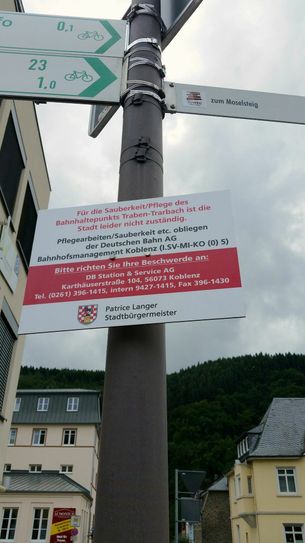 0,1
23
1.0
zum Moselsteig
Für die Sauberkeit/Pflege des
Bahnhaltepunkts Traben-Trarbach ist die
Stadt leider nicht zuständig.
Pflegearbeiten/Sauberkeit etc. obliegen
der Deutschen Bahn AG
Bahnhofsmanagement Koblenz (I.SV-MI-KO (0) 5)
Bitte richten Sie Ihre Beschwerde an:
DB Station & Service AG
Karthäuserstraße 104, 56073 Koblenz
Tel. (0261) 396-1415, intern 9427-1415, Fax 396-1430
Patrice Langer
Stadtbürgermeister